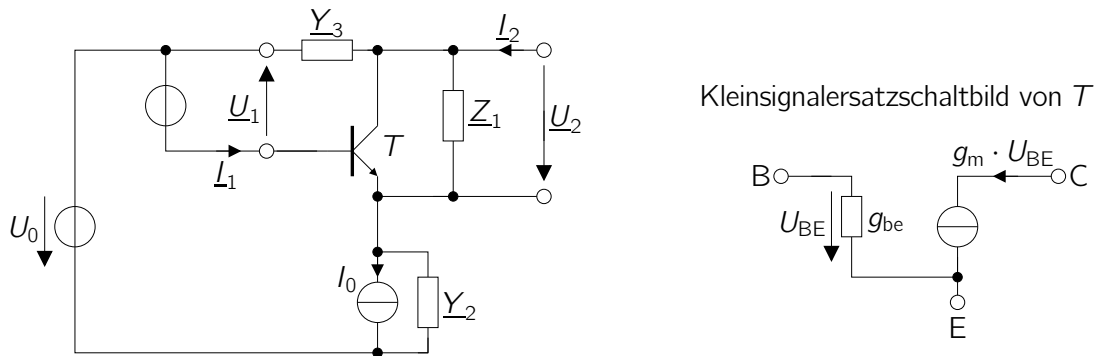 Y3
I2
U1
Z1
U2
T
I1
U0
I0
Y2
Kleinsignalersatzschaltbild von T
gm · UBE
B
C
UBE
gbe
E